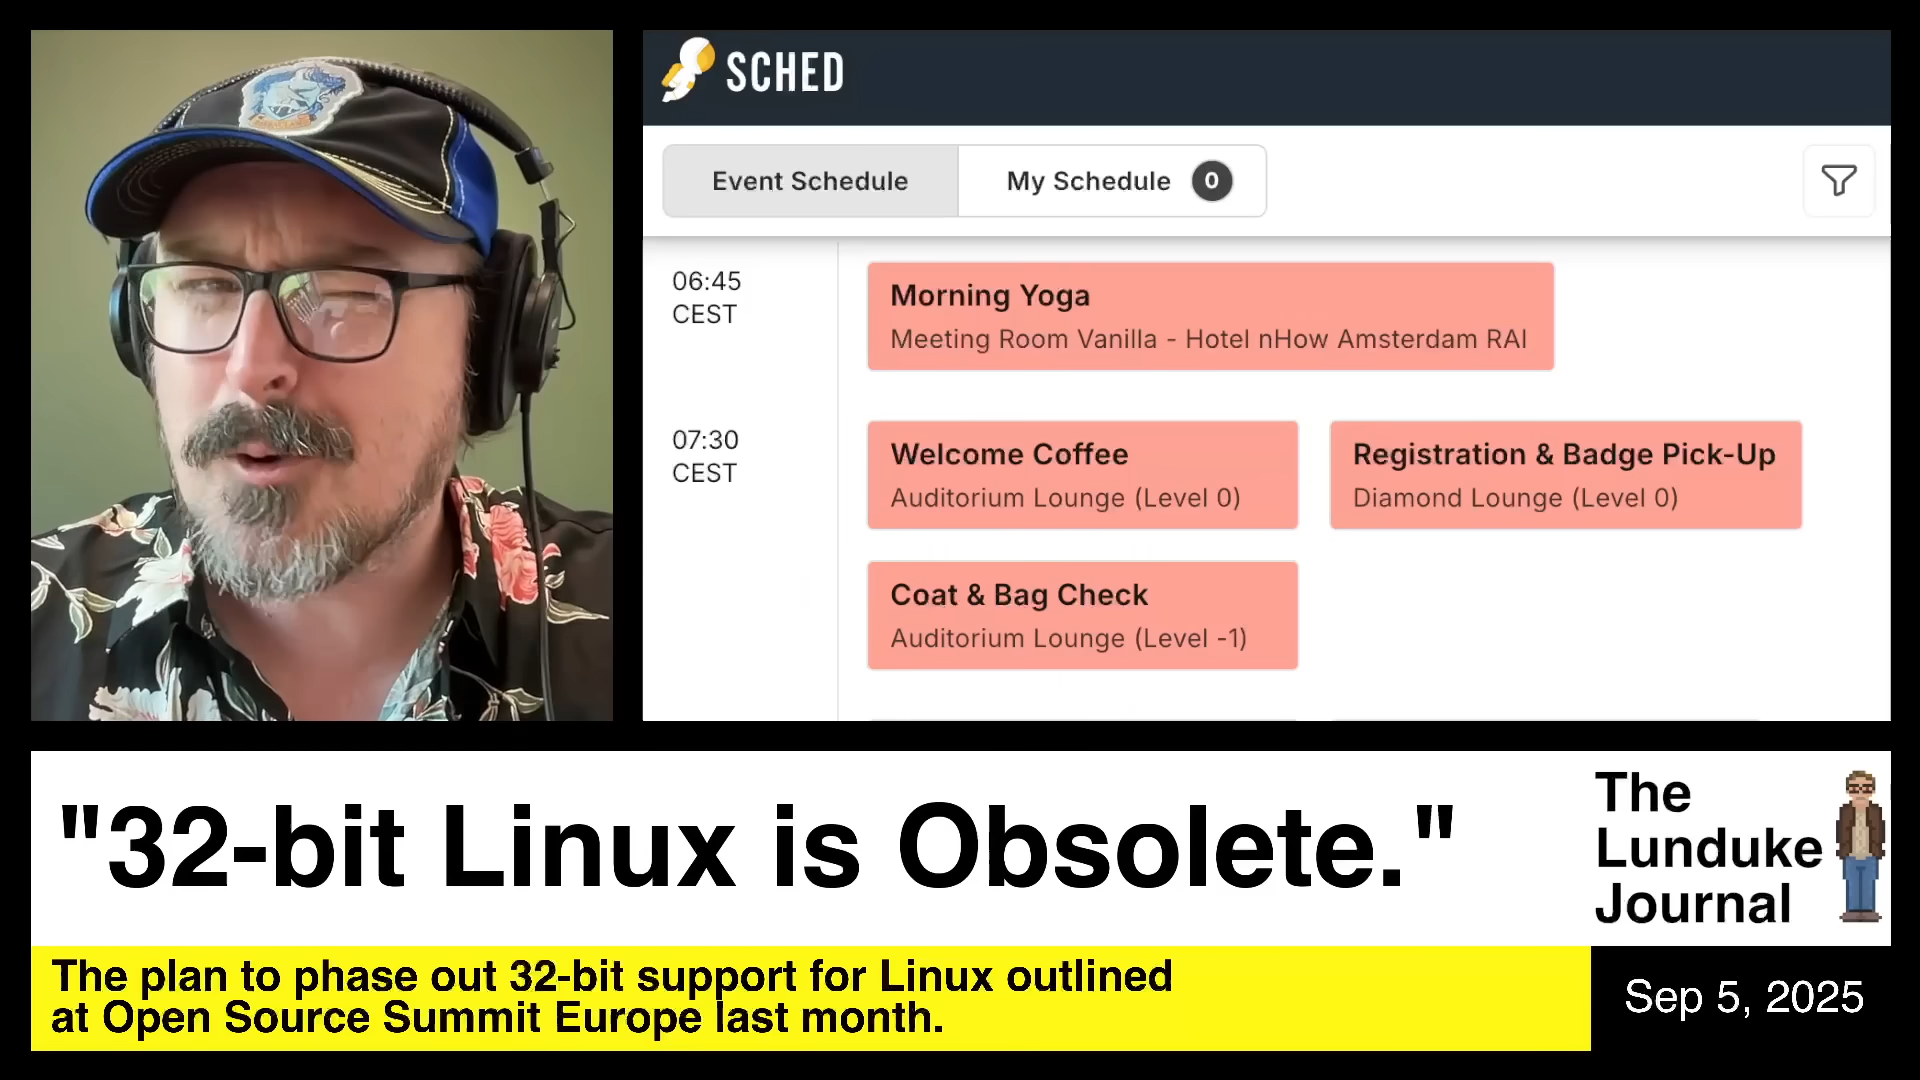 SCHED
Event Schedule
My Schedule 0
06:45
CEST
Morning Yoga
Meeting Room Vanilla - Hotel nHow Amsterdam RAI
07:30
CEST
Welcome Coffee
Auditorium Lounge (Level 0)
Registration & Badge Pick-Up
Diamond Lounge (Level 0)
Coat & Bag Check
Auditorium Lounge (Level -1)
"32-bit Linux is Obsolete."
The
Lunduke
Journal
The plan to phase out 32-bit support for Linux outlined
at Open Source Summit Europe last month.
Sep 5, 2025